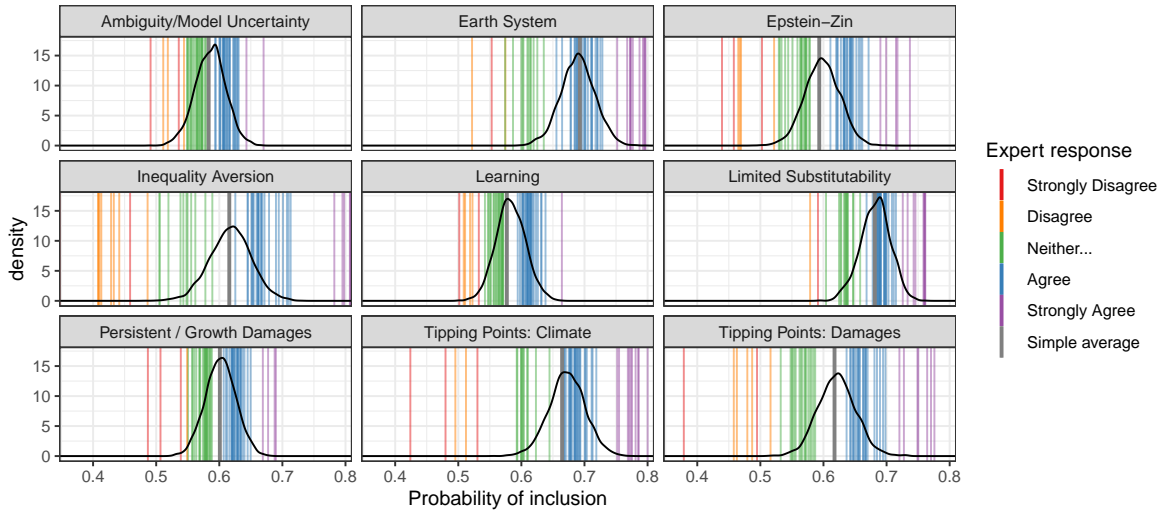 Ambiguity/Model Uncertainty
Earth System
Epstein−Zin
15
10
5
0
Inequality Aversion
Learning
Limited Substitutability
15
10
5
0
Persistent / Growth Damages
Tipping Points: Climate
Tipping Points: Damages
15
10
5
0
0.4 0.5 0.6 0.7 0.8
0.4 0.5 0.6 0.7 0.8
0.4 0.5 0.6 0.7 0.8
density
Probability of inclusion
Expert response
Strongly Disagree
Disagree
Neither...
Agree
Strongly Agree
Simple average